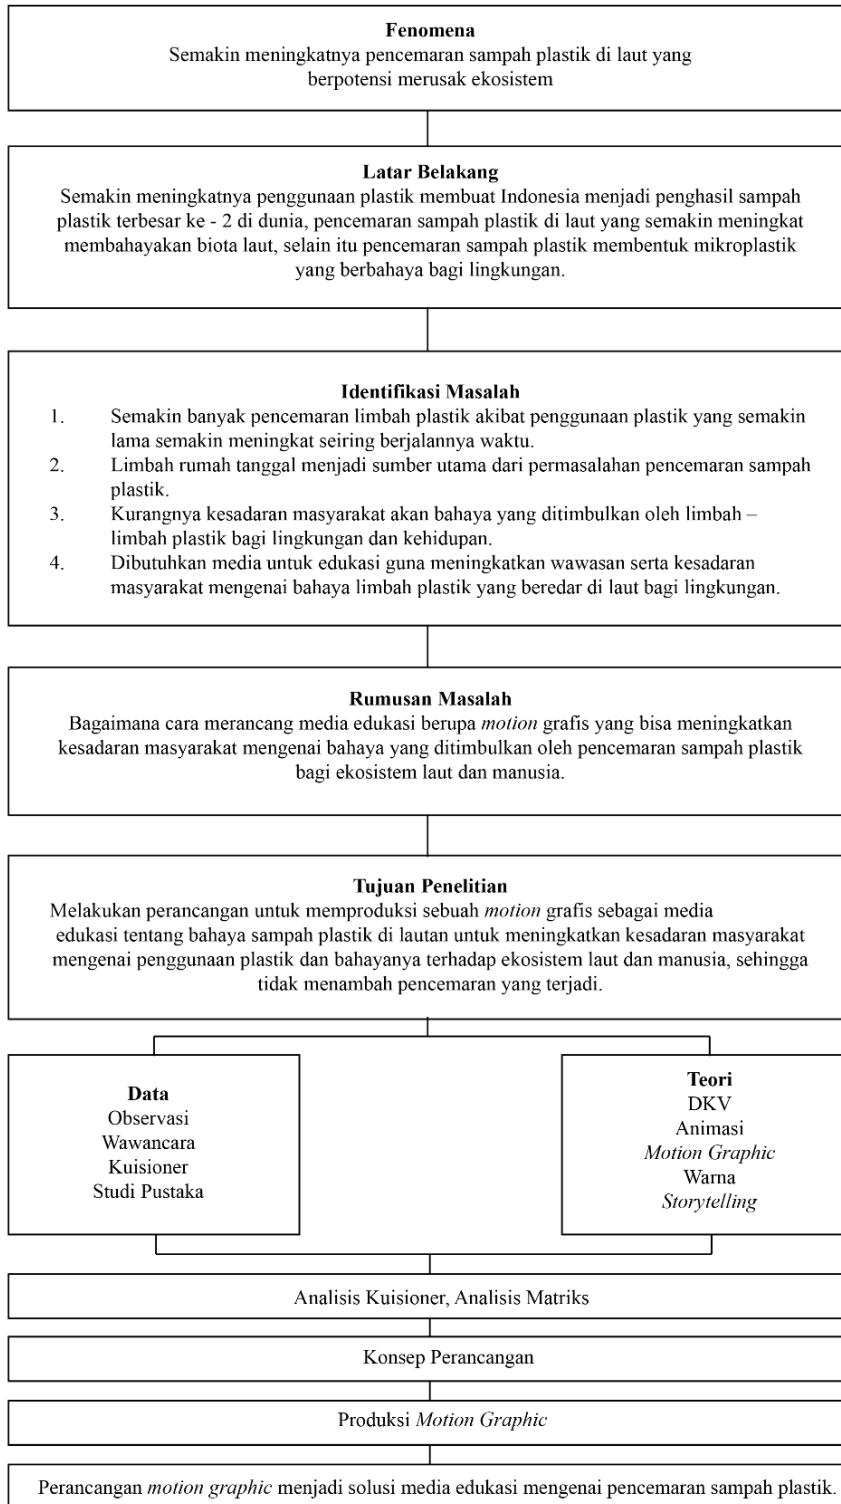 Fenomena
Semakin meningkatnya pencemaran sampah plastik di laut yang
berpotensi merusak ekosistem
Latar Belakang
Semakin meningkatnya penggunaan plastik membuat Indonesia menjadi penghasil sampah
plastik terbesar ke - 2 di dunia, pencemaran sampah plastik di laut yang semakin meningkat
membahayakan biota laut, selain itu pencemaran sampah plastik membentuk mikroplastik
yang berbahaya bagi lingkungan.
Identifikasi Masalah
1. Semakin banyak pencemaran limbah plastik akibat penggunaan plastik yang semakin
lama semakin meningkat seiring berjalannya waktu.
2. Limbah rumah tanggal menjadi sumber utama dari permasalahan pencemaran sampah
plastik.
3. Kurangnya kesadaran masyarakat akan bahaya yang ditimbulkan oleh limbah –
limbah plastik bagi lingkungan dan kehidupan.
4. Dibutuhkan media untuk edukasi guna meningkatkan wawasan serta kesadaran
masyarakat mengenai bahaya limbah plastik yang beredar di laut bagi lingkungan.
Rumusan Masalah
Bagaimana cara merancang media edukasi berupa motion grafis yang bisa meningkatkan
kesadaran masyarakat mengenai bahaya yang ditimbulkan oleh pencemaran sampah plastik
bagi ekosistem laut dan manusia.
Tujuan Penelitian
Melakukan perancangan untuk memproduksi sebuah motion grafis sebagai media
edukasi tentang bahaya sampah plastik di lautan untuk meningkatkan kesadaran masyarakat
mengenai penggunaan plastik dan bahayanya terhadap ekosistem laut dan manusia, sehingga
tidak menambah pencemaran yang terjadi.
Data
Observasi
Wawancara
Kuisioner
Studi Pustaka
Teori
DKV
Animasi
Motion Graphic
Warna
Storytelling
Analisis Kuisioner, Analisis Matriks
Konsep Perancangan
Produksi Motion Graphic
Perancangan motion graphic menjadi solusi media edukasi mengenai pencemaran sampah plastik.